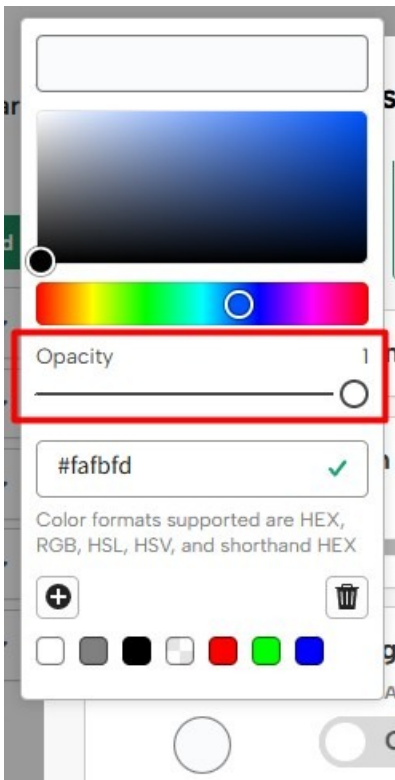 Opacity 1
#fafbfd
Color formats supported are HEX,
RGB, HSL, HSV, and shorthand HEX